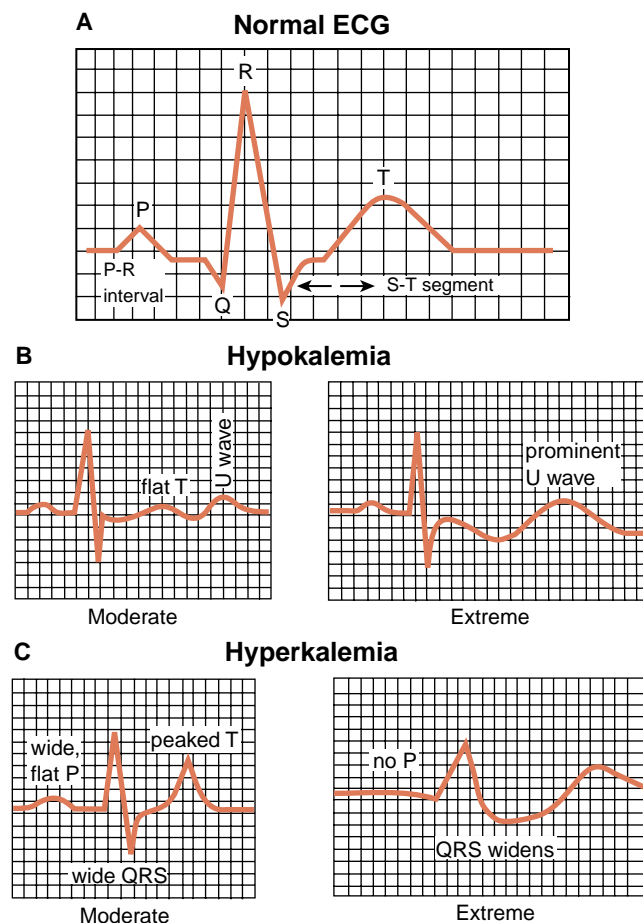 A
Normal ECG
R
P
T
P-R
interval
S-T segment
Q
S
B
Hypokalemia
flat T
U wave
Moderate
prominent
U wave
Extreme
C
Hyperkalemia
wide,
flat P
peaked T
wide QRS
Moderate
no P
QRS widens
Extreme